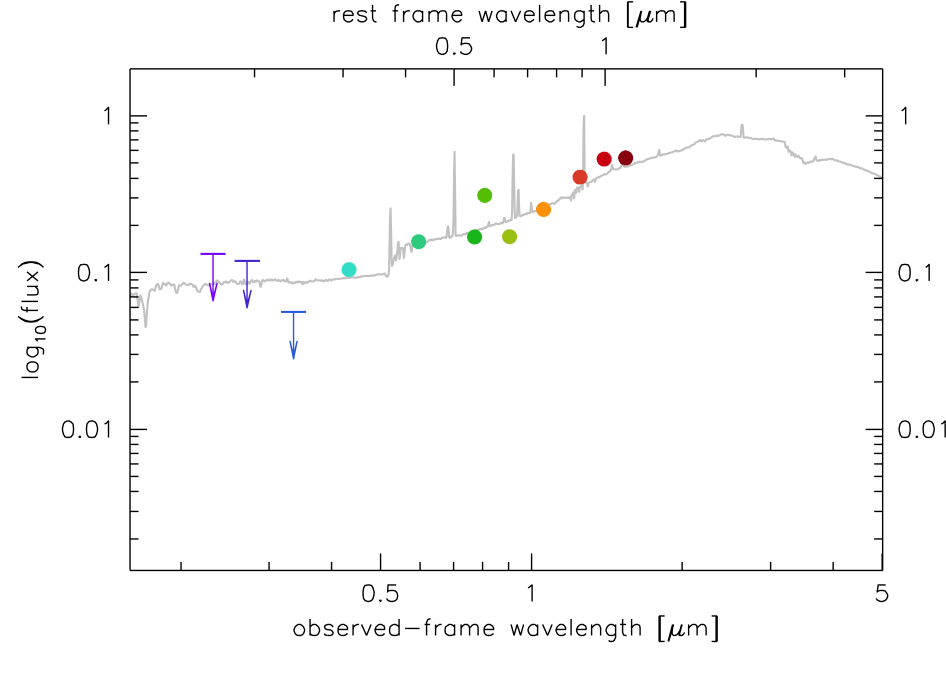 rest frame wavelength [μm]
0.5 1
1 1
0.1 0.1
0.01 0.01
log10(flux)
0.5 1 5
observed-frame wavelength [μm]